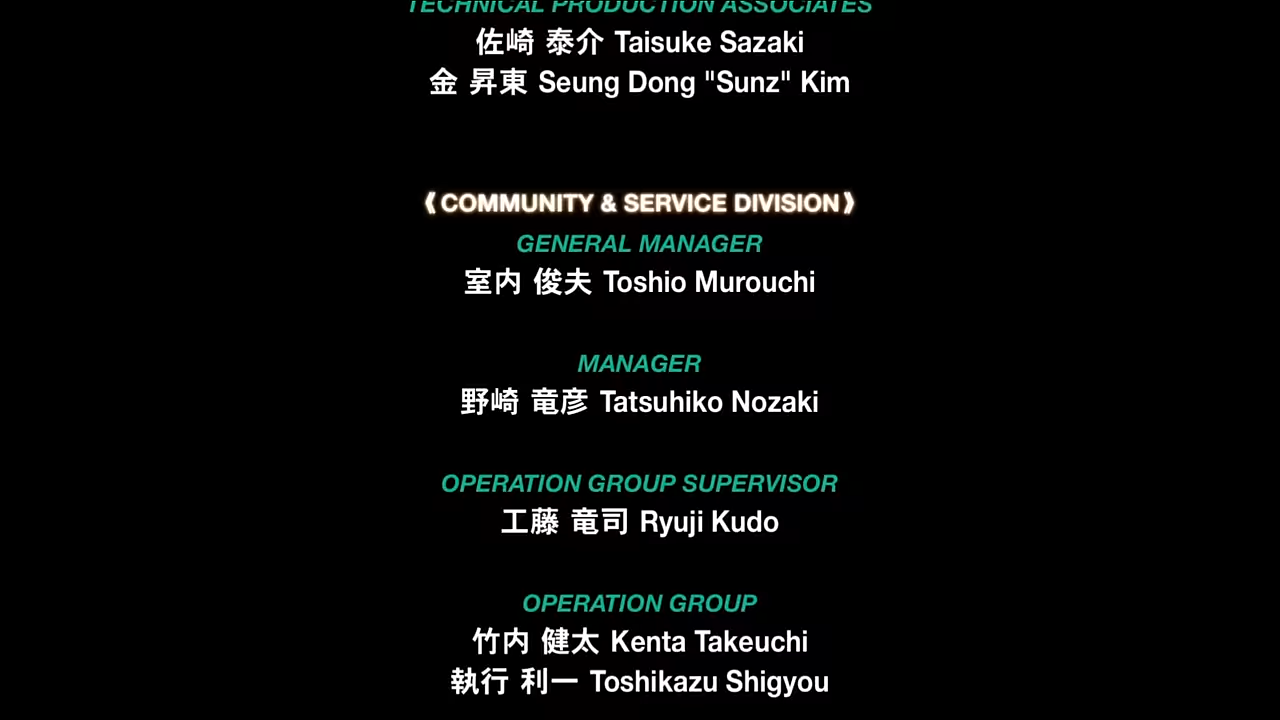 TECHNICAL PRODUCTION ASSOCIATES
佐崎 泰介 Taisuke Sazaki
金 昇東 Seung Dong "Sunz" Kim
《COMMUNITY & SERVICE DIVISION》
GENERAL MANAGER
室内 俊夫 Toshio Murouchi
MANAGER
野崎 竜彦 Tatsuhiko Nozaki
OPERATION GROUP SUPERVISOR
工藤 竜司 Ryuji Kudo
OPERATION GROUP
竹内 健太 Kenta Takeuchi
執行 利一 Toshikazu Shigyou